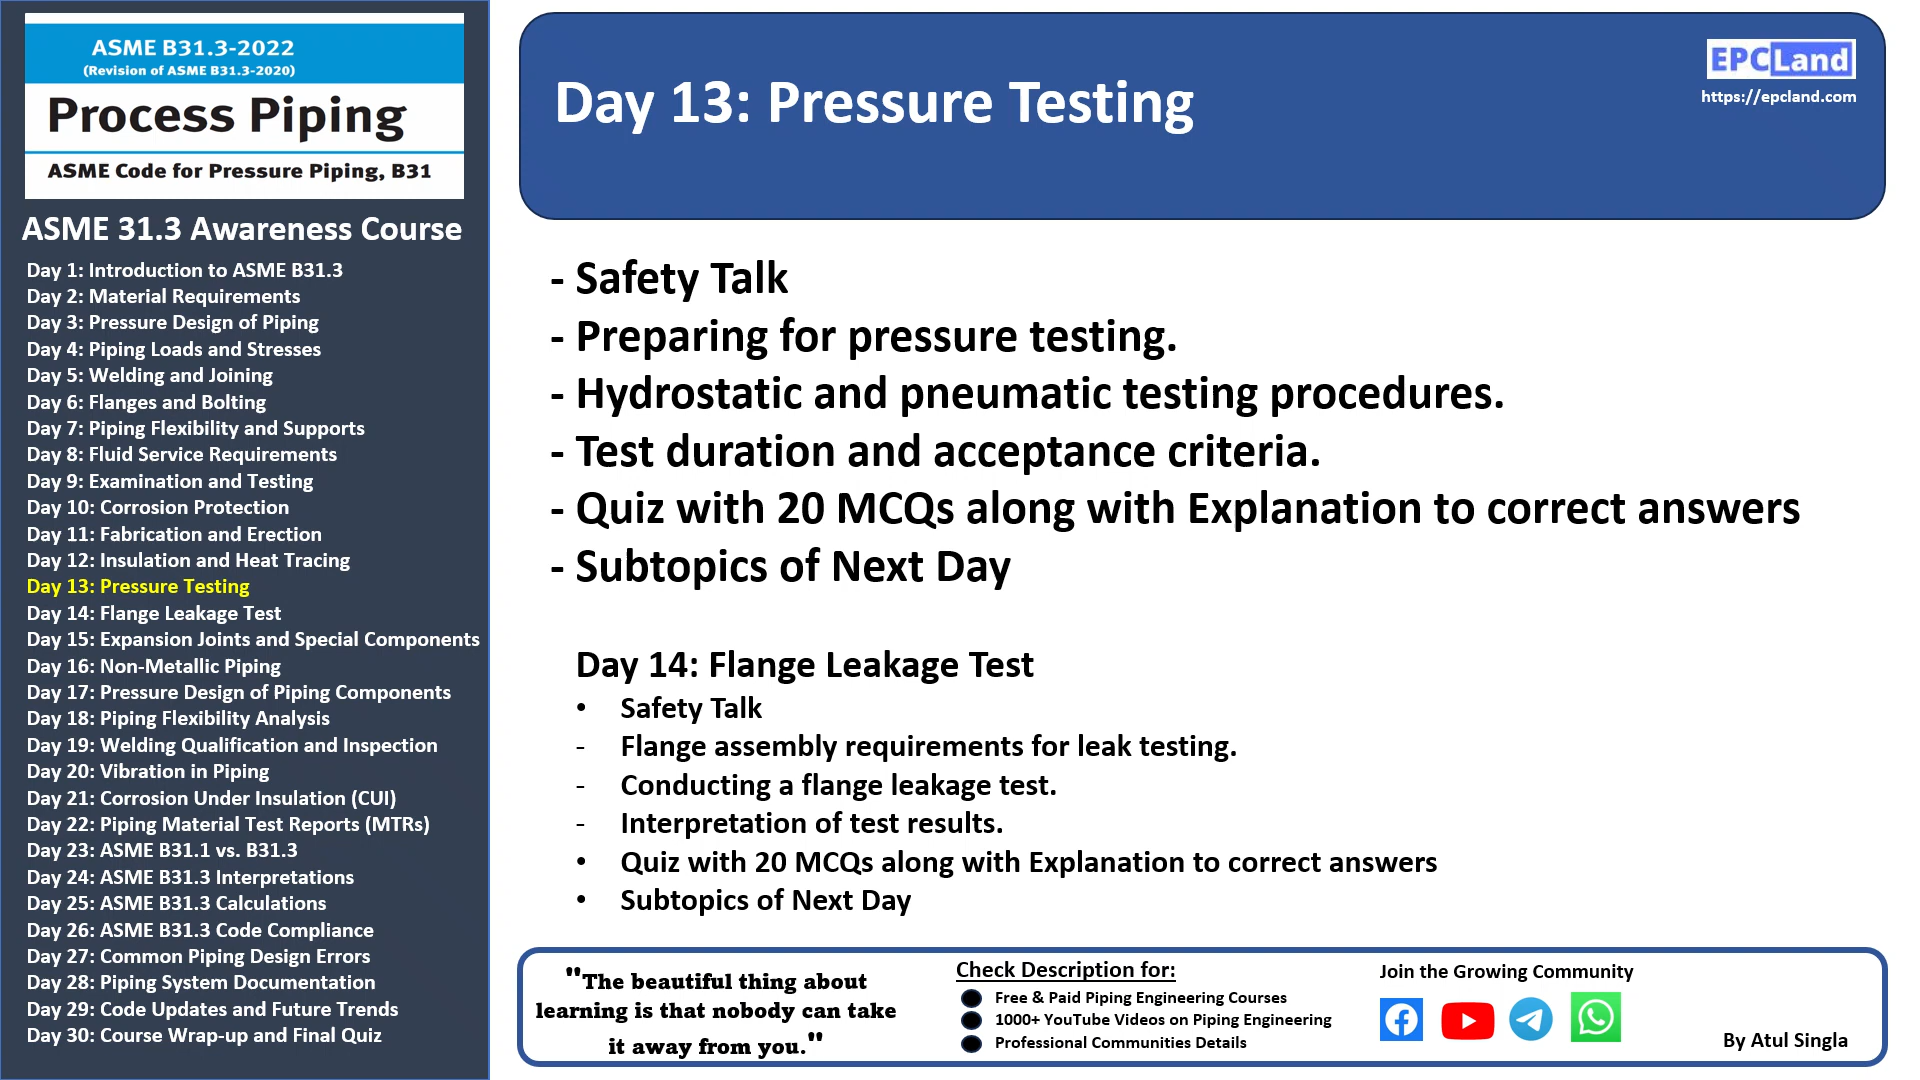 ASME B31.3-2022
(Revision of ASME B31.3-2020)
Process Piping
ASME Code for Pressure Piping, B31
ASME 31.3 Awareness Course
Day 1: Introduction to ASME B31.3
Day 2: Material Requirements
Day 3: Pressure Design of Piping
Day 4: Piping Loads and Stresses
Day 5: Welding and Joining
Day 6: Flanges and Bolting
Day 7: Piping Flexibility and Supports
Day 8: Fluid Service Requirements
Day 9: Examination and Testing
Day 10: Corrosion Protection
Day 11: Fabrication and Erection
Day 12: Insulation and Heat Tracing
Day 13: Pressure Testing
Day 14: Flange Leakage Test
Day 15: Expansion Joints and Special Components
Day 16: Non-Metallic Piping
Day 17: Pressure Design of Piping Components
Day 18: Piping Flexibility Analysis
Day 19: Welding Qualification and Inspection
Day 20: Vibration in Piping
Day 21: Corrosion Under Insulation (CUI)
Day 22: Piping Material Test Reports (MTRs)
Day 23: ASME B31.1 vs. B31.3
Day 24: ASME B31.3 Interpretations
Day 25: ASME B31.3 Calculations
Day 26: ASME B31.3 Code Compliance
Day 27: Common Piping Design Errors
Day 28: Piping System Documentation
Day 29: Code Updates and Future Trends
Day 30: Course Wrap-up and Final Quiz
Day 13: Pressure Testing
EPCLand
https://epcland.com
- Safety Talk
- Preparing for pressure testing.
- Hydrostatic and pneumatic testing procedures.
- Test duration and acceptance criteria.
- Quiz with 20 MCQs along with Explanation to correct answers
- Subtopics of Next Day
Day 14: Flange Leakage Test
• Safety Talk
- Flange assembly requirements for leak testing.
- Conducting a flange leakage test.
- Interpretation of test results.
• Quiz with 20 MCQs along with Explanation to correct answers
• Subtopics of Next Day
"The beautiful thing about
learning is that nobody can take
it away from you."
Check Description for:
Free & Paid Piping Engineering Courses
1000+ YouTube Videos on Piping Engineering
Professional Communities Details
Join the Growing Community
By Atul Singla